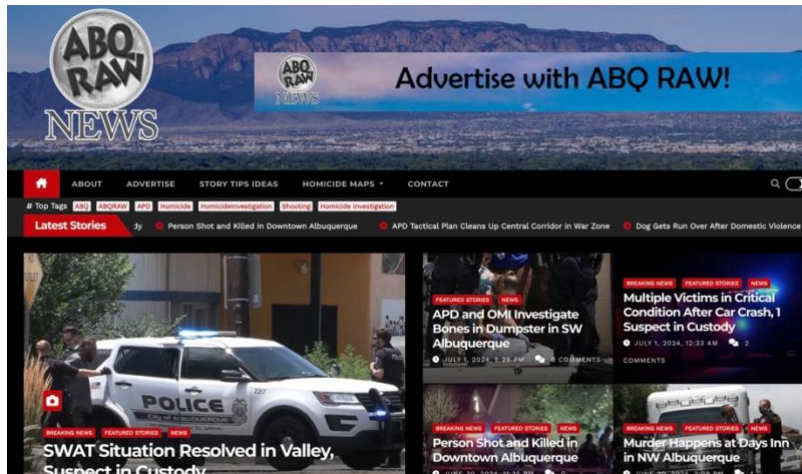 ABQ
RAW
NEWS
ABQ
RAW
NEWS
Advertise with ABQ RAW!
ABOUT ADVERTISE STORY TIPS IDEAS HOMICIDE MAPS CONTACT
# Top Tags ABQ ABQRAW APD Homicide HomicideInvestigation Shooting Homicide Investigation
Latest Stories dy Person Shot and Killed in Downtown Albuquerque APD Tactical Plan Cleans Up Central Corridor in War Zone Dog Gets Run Over After Domestic Violence
POLICE
CITY OF ALBUQUERQUE
BREAKING NEWS FEATURED STORIES NEWS
SWAT Situation Resolved in Valley,
Suspect in Custody
FEATURED STORIES NEWS
APD and OMI Investigate
Bones in Dumpster in SW
Albuquerque
JULY 1, 2024, 5:29 PM 0 COMMENTS
BREAKING NEWS FEATURED STORIES NEWS
Multiple Victims in Critical
Condition After Car Crash, 1
Suspect in Custody
JULY 1, 2024, 12:33 AM 2
COMMENTS
BREAKING NEWS FEATURED STORIES NEWS
Person Shot and Killed in
Downtown Albuquerque
BREAKING NEWS FEATURED STORIES NEWS
Murder Happens at Days Inn
in NW Albuquerque